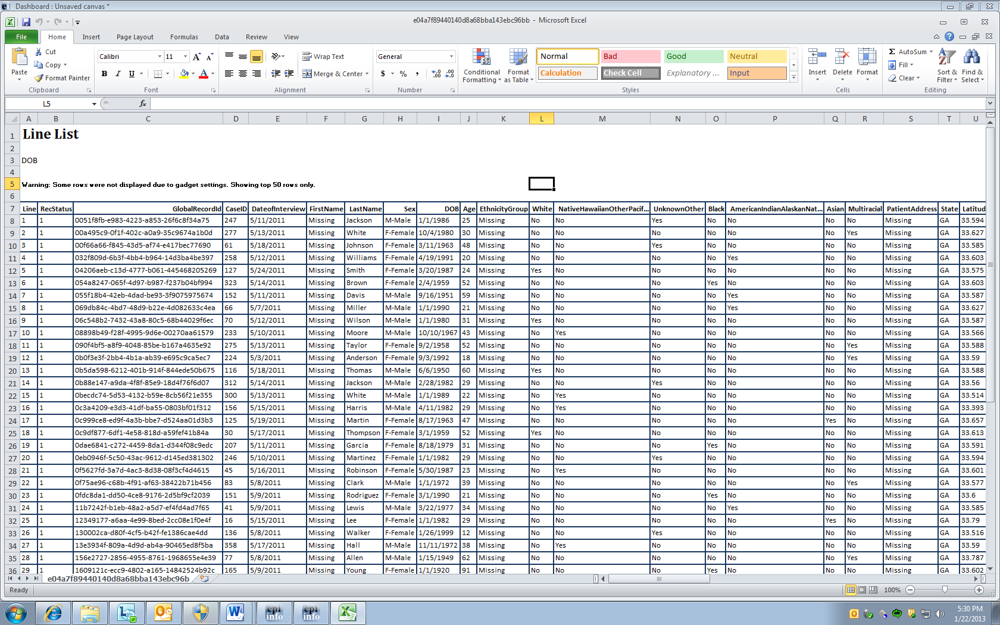 Dashboard : Unsaved canvas *
e04a7f89440140d8a68bba143ebc96bb - Microsoft Excel
File Home Insert Page Layout Formulas Data Review View
Cut Calibri 11 Wrap Text General Normal Bad Good Neutral AutoSum
Copy Fill
Paste Format Painter B I U Merge & Center $ % , Conditional Formatting Format as Table Calculation Check Cell Explanatory ... Input Insert Delete Format Clear Sort & Filter Find & Select
Clipboard Font Alignment Number Styles Cells Editing
L5 fx
A B C D E F G H I J K L M N O P Q R S T U
1 Line List
2
3 DOB
4
5 Warning: Some rows were not displayed due to gadget settings. Showing top 50 rows only.
6
7 Line RecStatus GlobalRecordId CaseID DateofInterview FirstName LastName Sex DOB Age EthnicityGroup White NativeHawaiianOtherPacif... UnknownOther Black AmericanIndianAlaskanNat... Asian Multiracial PatientAddress State Latitud
8 1 1 0051f8fb-e983-4223-a853-26f6c8f34a75 247 5/11/2011 Missing Jackson M-Male 1/1/1986 25 Missing No No Yes No No No No Missing GA 33.594
9 2 1 00a495c9-0f1f-402c-a0a9-35c9674a1b0d 277 5/13/2011 Missing White F-Female 10/4/1980 30 Missing No No No No No No Yes Missing GA 33.627
10 3 1 00f66a66-f845-43d5-af74-e417bec77690 61 5/18/2011 Missing Johnson M-Male 3/11/1963 48 Missing No No Yes No No No No Missing GA 33.585
11 4 1 032f809d-6b3f-4bb4-b964-14d3ba4be397 258 5/12/2011 Missing Williams F-Female 4/19/1991 20 Missing No No No No Yes No No Missing GA 33.603
12 5 1 04206aeb-c13d-4777-b061-445468205269 127 5/24/2011 Missing Smith F-Female 3/20/1987 24 Missing Yes No No No No No No Missing GA 33.575
13 6 1 054a8247-065f-4d97-b987-f237b04bf994 323 5/14/2011 Missing Brown F-Female 2/4/1959 52 Missing No No No Yes No No No Missing GA 33.603
14 7 1 055f18b4-42eb-4dad-be93-3f9075975674 152 5/11/2011 Missing Davis M-Male 9/16/1951 59 Missing No No No No Yes No No Missing GA 33.587
15 8 1 069db84c-4bd7-48d9-b22e-4d082633c4ea 66 5/7/2011 Missing Miller M-Male 1/1/1990 21 Missing No No No No Yes No No Missing GA 33.627
16 9 1 06c548b2-7432-43a8-80c5-68b44029f6ec 70 5/12/2011 Missing Wilson M-Male 1/1/1980 31 Missing Yes No No No No No No Missing GA 33.587
17 10 1 08898b49-f28f-4995-9d6e-00270aa61579 233 5/10/2011 Missing Moore M-Male 10/10/1967 43 Missing No Yes No No No No No Missing GA 33.566
18 11 1 090f4bf5-a8f9-4048-85be-b167a4635e92 275 5/13/2011 Missing Taylor F-Female 9/2/1958 52 Missing No No No No No No Yes Missing GA 33.588
19 12 1 0b0f3e3f-2bb4-4b1a-ab39-e695c9ca5ec7 224 5/3/2011 Missing Anderson F-Female 9/3/1992 18 Missing No No No No No No Yes Missing GA 33.59
20 13 1 0b5da598-6212-401b-914f-844ede50b675 116 5/18/2011 Missing Thomas M-Male 6/6/1950 60 Missing Yes No No No No No No Missing GA 33.588
21 14 1 0b88e147-a9da-4f8f-85e9-18d4f76f6d07 312 5/14/2011 Missing Jackson M-Male 2/28/1982 29 Missing No No Yes No No No No Missing GA 33.56
22 15 1 0becdc74-5d53-4132-b59e-8cb56f21e355 300 5/13/2011 Missing White M-Male 1/1/1989 22 Missing No Yes No No No No No Missing GA 33.514
23 16 1 0c3a4209-e3d3-41df-ba55-0803bf01f312 156 5/15/2011 Missing Harris M-Male 4/11/1982 29 Missing No Yes No No No No No Missing GA 33.393
24 17 1 0c999ce8-ed9f-4a3b-bbe7-d524aa01d3b3 125 5/19/2011 Missing Martin F-Female 8/17/1963 47 Missing No No No No No Yes No Missing GA 33.657
25 18 1 0c9df877-6df1-4e58-818d-a59fef41b84a 30 5/17/2011 Missing Thompson F-Female 3/1/1959 52 Missing Yes No No No No No No Missing GA 33.613
26 19 1 0dae6841-c272-4459-8da1-d344f08c9edc 207 5/11/2011 Missing Garcia F-Female 8/18/1979 31 Missing No No No Yes No No No Missing GA 33.591
27 20 1 0eb0946f-5c50-43ac-9612-d145ed381302 246 5/10/2011 Missing Martinez F-Female 1/1/1982 29 Missing No No Yes No No No No Missing GA 33.594
28 21 1 0f5627fd-3a7d-4ac3-8d38-08f3cf4d4615 45 5/16/2011 Missing Robinson F-Female 5/30/1987 23 Missing No Yes No No No No No Missing GA 33.601
29 22 1 0f75ae96-c68b-4f91-af63-38422b71b456 83 5/8/2011 Missing Clark M-Male 1/1/1972 39 Missing No No No No No No Yes Missing GA 33.577
30 23 1 0fdc8da1-dd50-4ce8-9176-2d5bf9cf2039 151 5/9/2011 Missing Rodriguez F-Female 3/1/1990 21 Missing No No No Yes No No No Missing GA 33.6
31 24 1 11b7242f-b1eb-48a2-a5d7-ef4fd4ad7f65 41 5/9/2011 Missing Lewis M-Male 3/22/1977 34 Missing No No No No Yes No No Missing GA 33.585
32 25 1 12349177-a6aa-4e99-8bed-2cc08e1f0e4f 16 5/15/2011 Missing Lee F-Female 1/1/1982 29 Missing No No No No No Yes No Missing GA 33.79
33 26 1 130002ca-d80f-4cf5-b42f-fe1386cae4dd 136 5/8/2011 Missing Walker F-Female 1/26/1999 12 Missing No No Yes No No No No Missing GA 33.516
34 27 1 13e3934f-809a-4d9d-ab4a-90465ed8f5ba 358 5/17/2011 Missing Hall M-Male 11/11/1972 38 Missing No Yes No No No No No Missing GA 33.59
35 28 1 156e2727-2856-4955-8761-1968655e4e39 77 5/8/2011 Missing Allen M-Male 1/15/1949 62 Missing No No No No No No Yes Missing GA 33.787
36 29 1 1609121c-ecc9-4802-a165-14842524b92c 165 5/9/2011 Missing Young F-Female 1/1/1920 91 Missing No No No Yes No No No Missing GA 33.602
e04a7f89440140d8a68bba143ebc96b
Ready 100%
epi info epi info
5:30 PM
1/22/2013